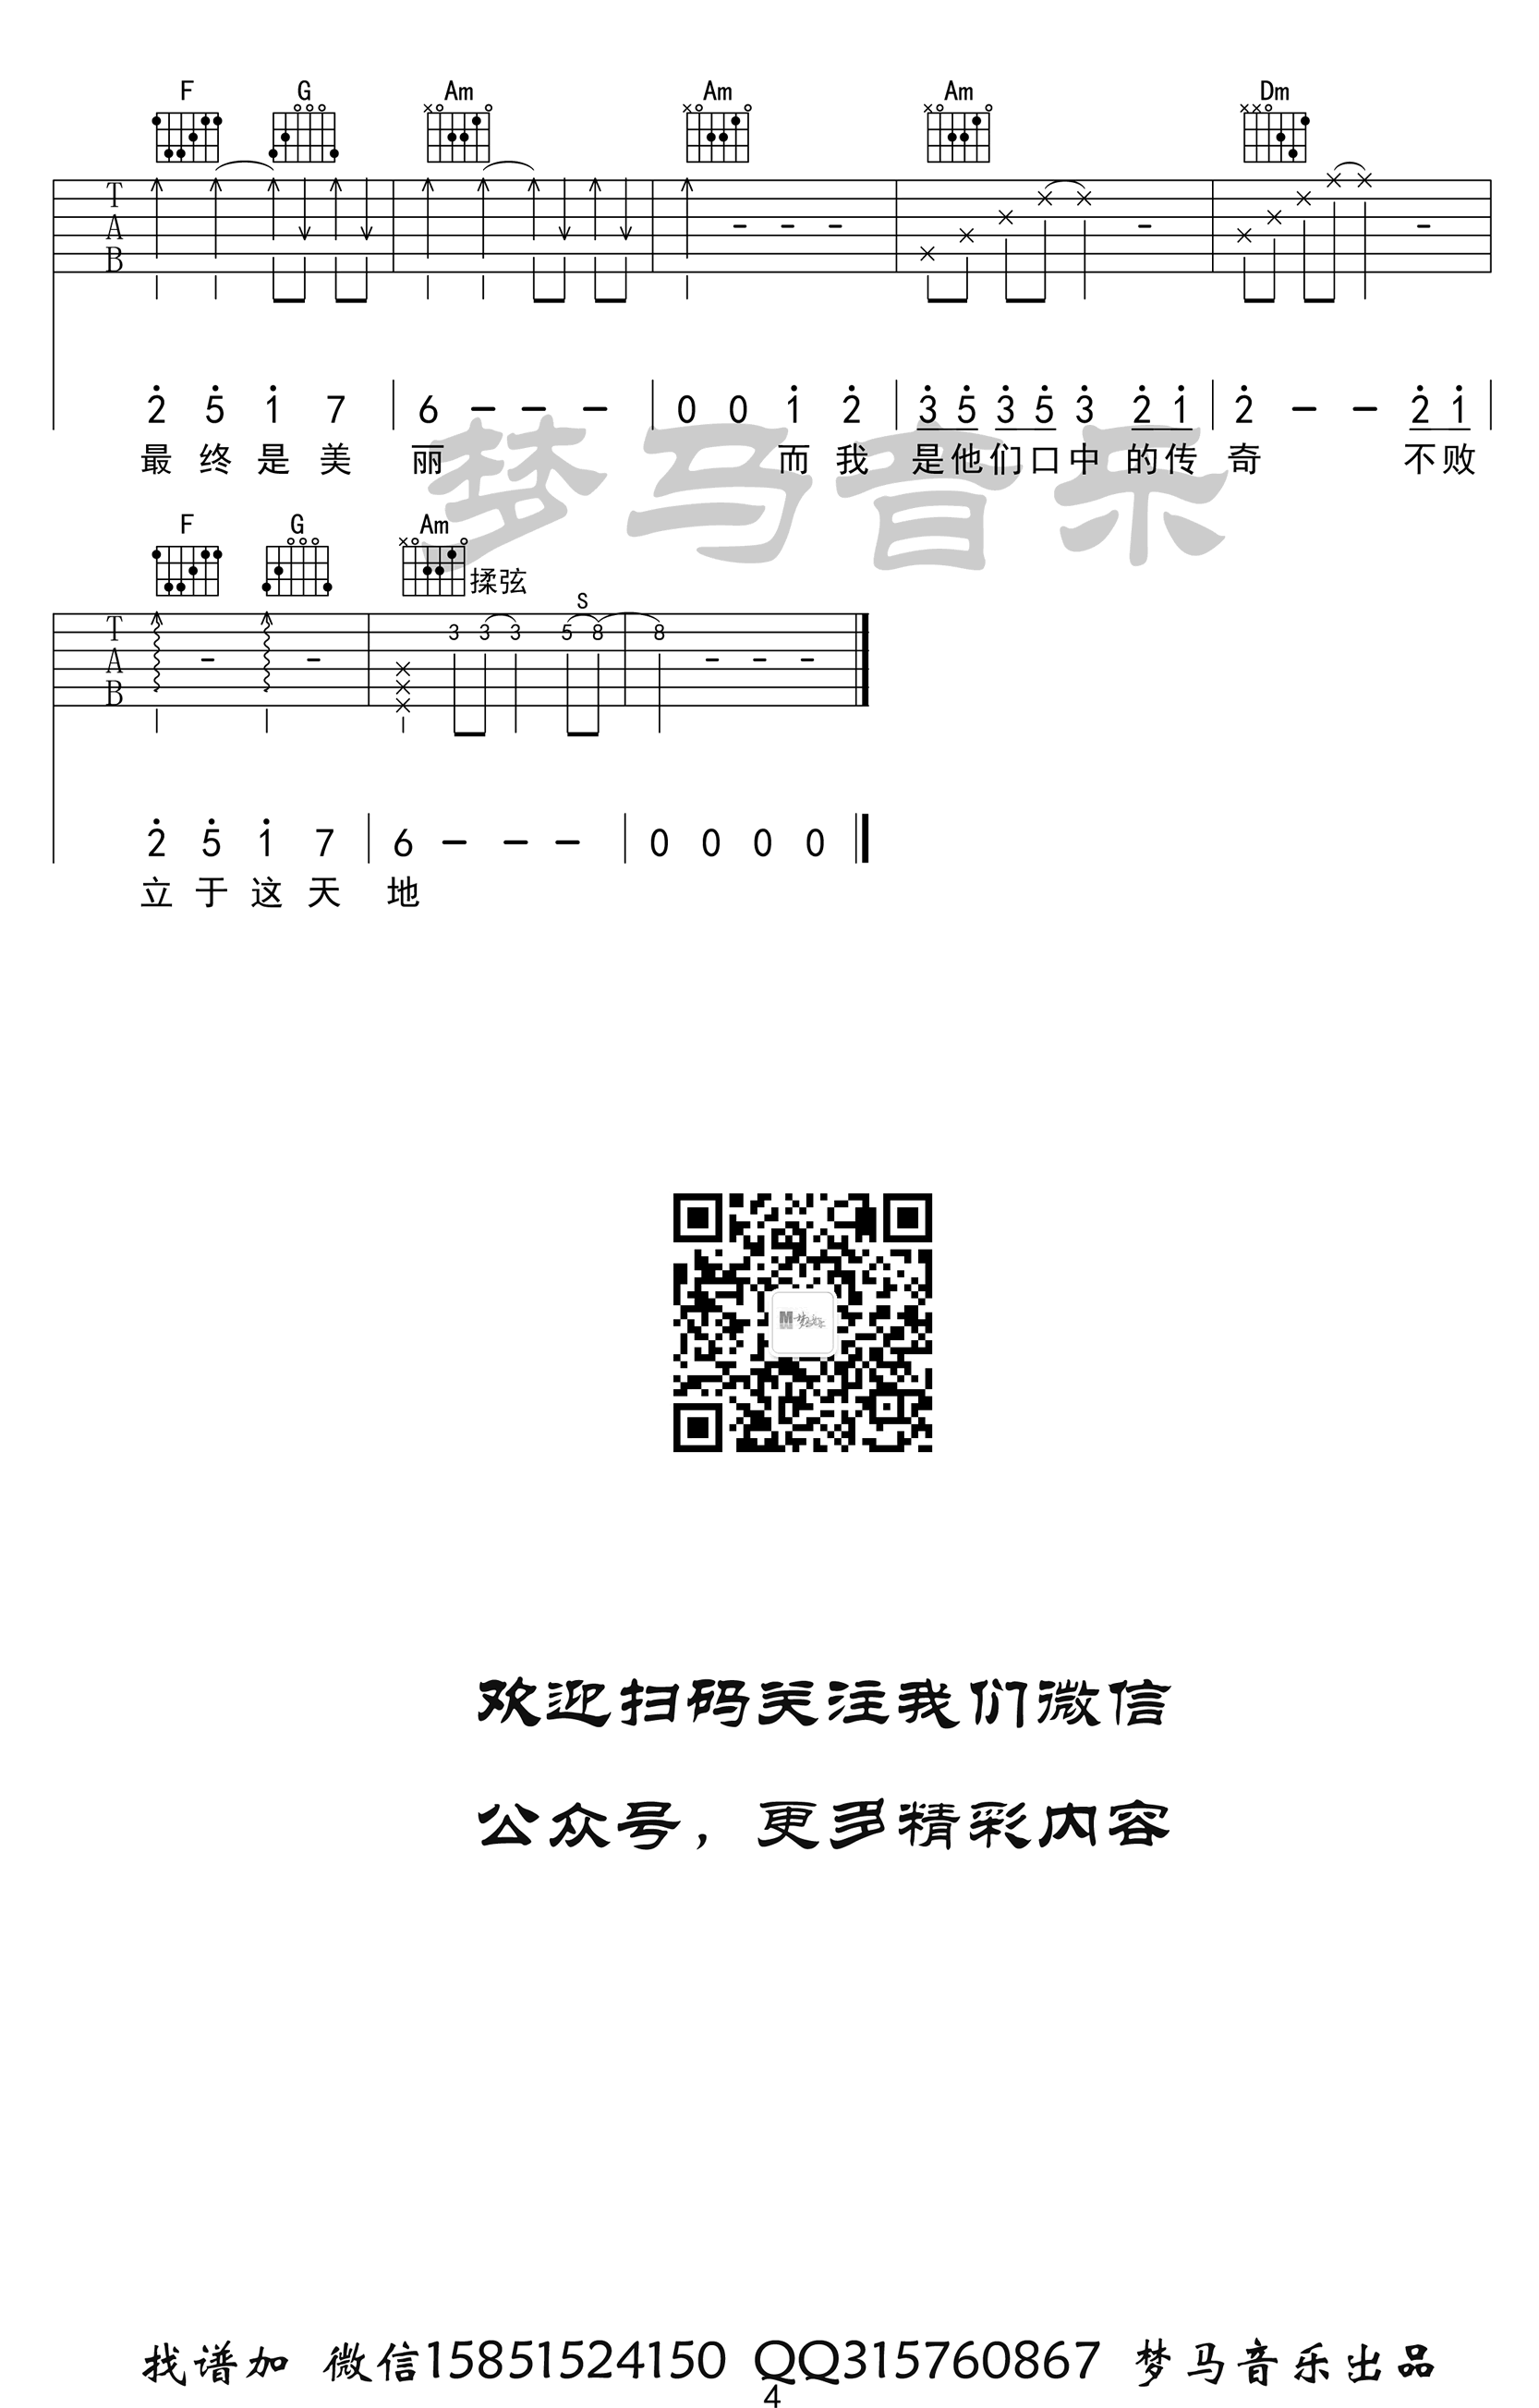 F G Am Am Am Dm
T
A
B
2 5 1 7 6 - - - 0 0 1 2 3 5 3 5 3 2 1 2 - - 2 1
最终是美丽 而我是他们口中的传奇 不败
梦马音乐
F G Am 揉弦
S
T 3 3 3 5 8 8
A
B
2 5 1 7 6 - - - 0 0 0 0
立于这天地
欢迎扫码关注我们微信
公众号，更多精彩内容
找谱加 微信15851524150 QQ315760867 梦马音乐出品
4